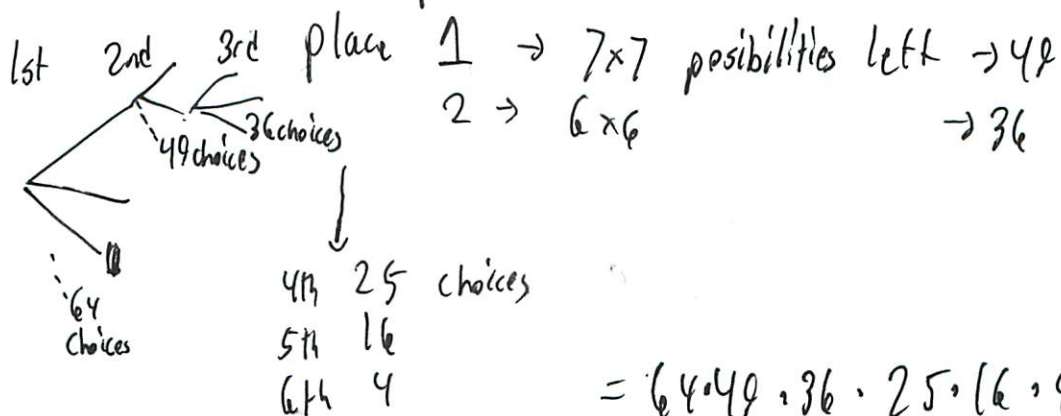 1st 2nd 3rd place 1 → 7×7 posibilities left → 49
2 → 6×6 → 36
36 choices
49 choices
64
choices
4th 25 choices
5th 16
6th 4
= 64·49·36·25·16·